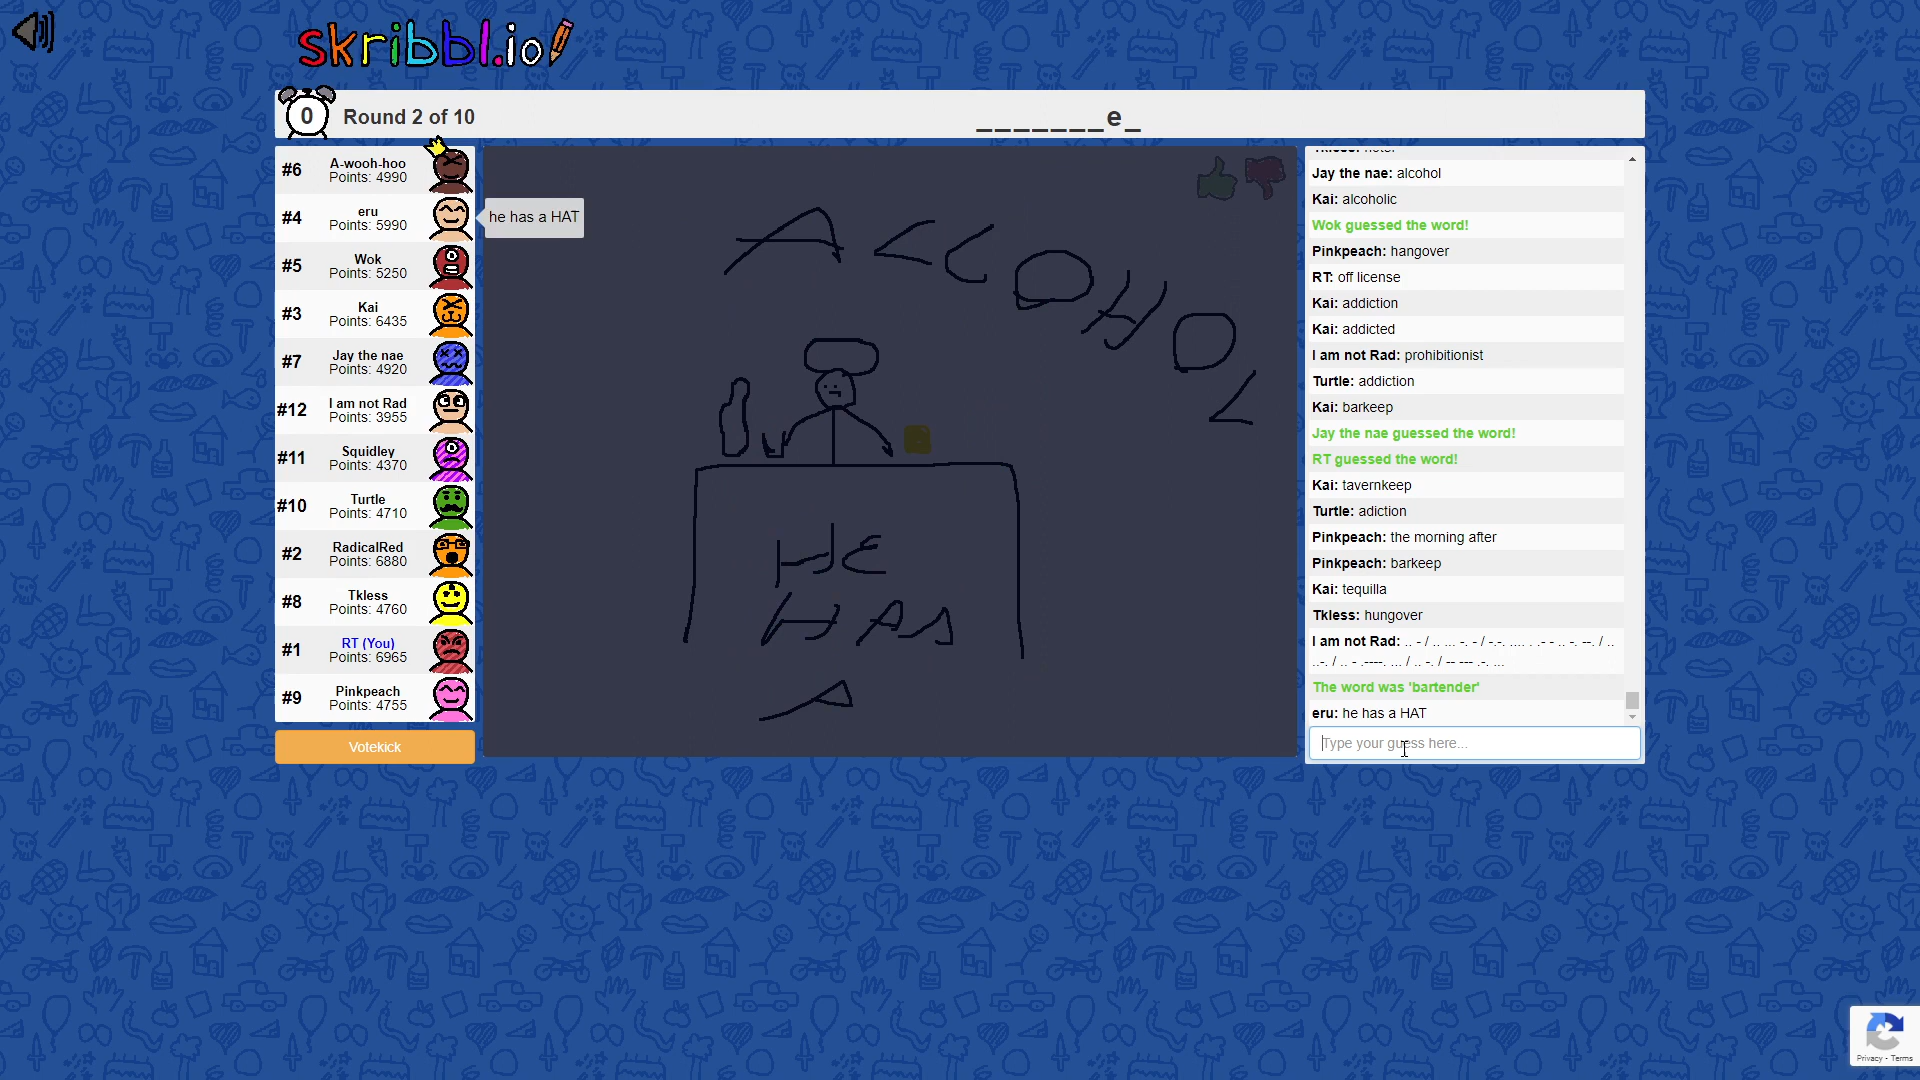 skribbl.io
0 Round 2 of 10
_______e_
#6 A-wooh-hoo
Points: 4990
#4 eru
Points: 5990
he has a HAT
#5 Wok
Points: 5250
#3 Kai
Points: 6435
#7 Jay the nae
Points: 4920
#12 I am not Rad
Points: 3955
#11 Squidley
Points: 4370
#10 Turtle
Points: 4710
#2 RadicalRed
Points: 6880
#8 Tkless
Points: 4760
#1 RT (You)
Points: 6965
#9 Pinkpeach
Points: 4755
Votekick
ALCOHOL
HE
HAS
A
Jay the nae: alcohol
Kai: alcoholic
Wok guessed the word!
Pinkpeach: hangover
RT: off license
Kai: addiction
Kai: addicted
I am not Rad: prohibitionist
Turtle: addiction
Kai: barkeep
Jay the nae guessed the word!
RT guessed the word!
Kai: tavernkeep
Turtle: adiction
Pinkpeach: the morning after
Pinkpeach: barkeep
Kai: tequilla
Tkless: hungover
I am not Rad:
The word was 'bartender'
eru: he has a HAT
Type your guess here...
Privacy - Terms